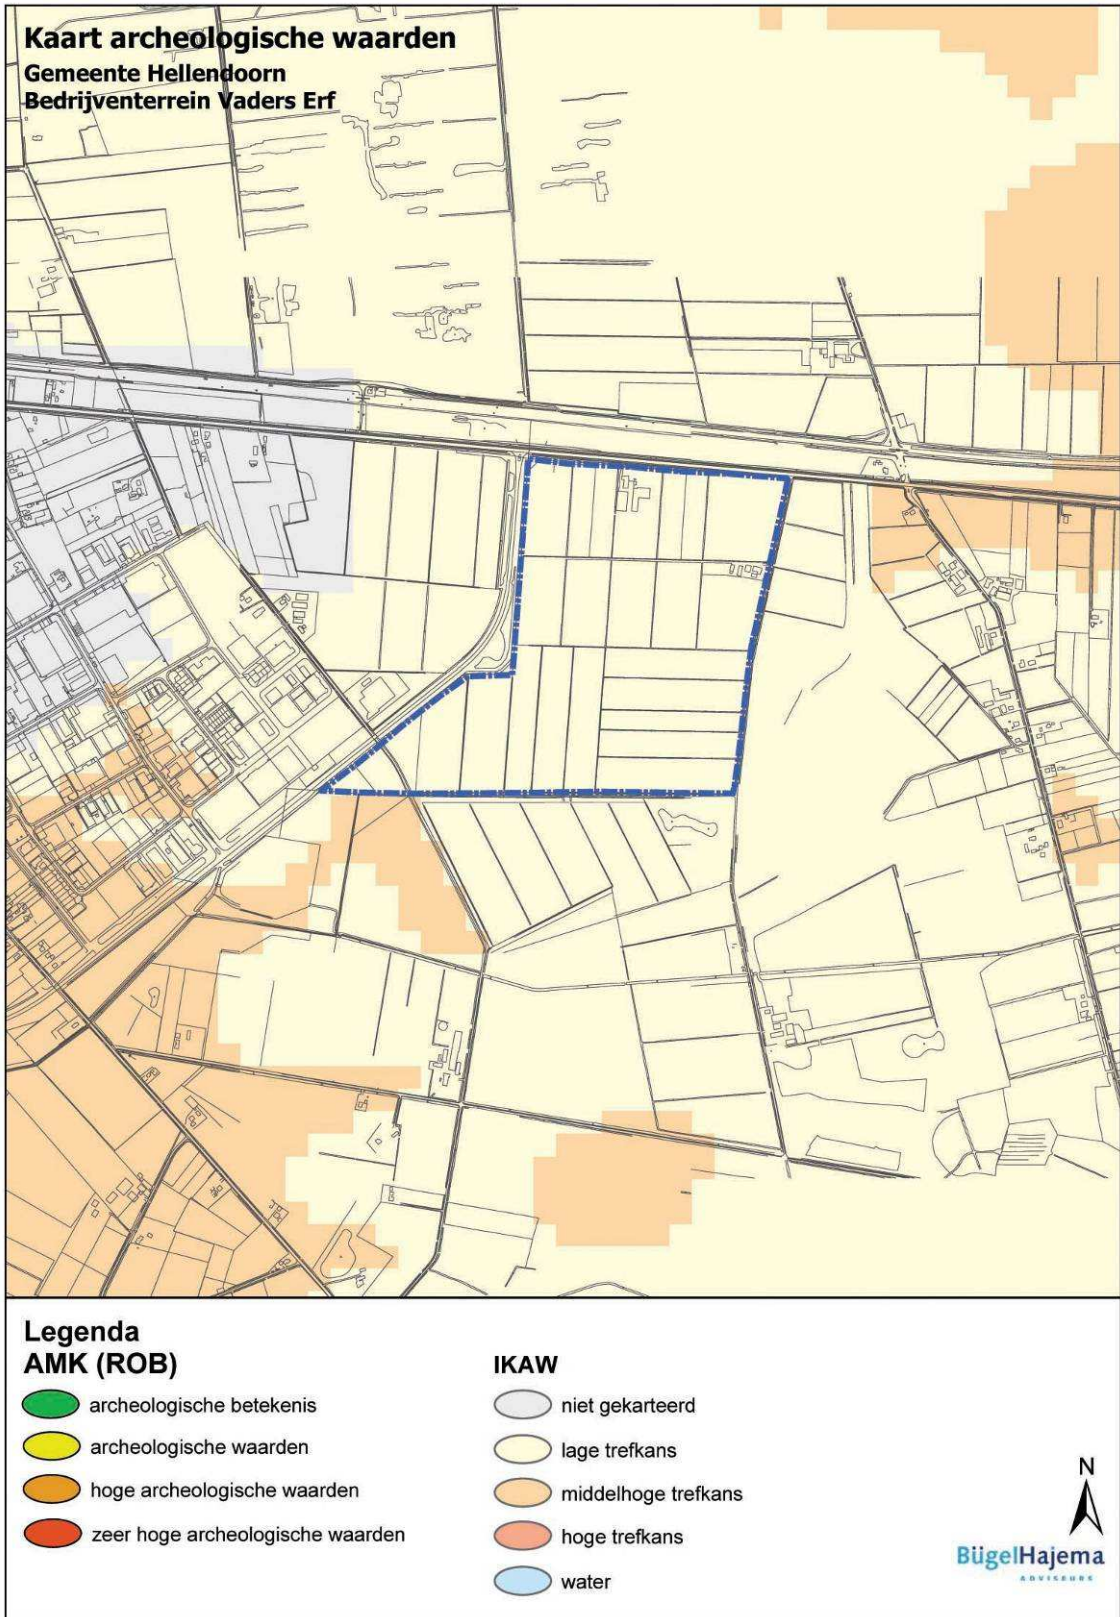 Kaart archeologische waarden
Gemeente Hellendoorn
Bedrijventerrein Vaders Erf
Legenda
AMK (ROB)
archeologische betekenis
archeologische waarden
hoge archeologische waarden
zeer hoge archeologische waarden
IKAW
niet gekarteerd
lage trefkans
middelhoge trefkans
hoge trefkans
water
N
BügelHajema
ADVISEURS